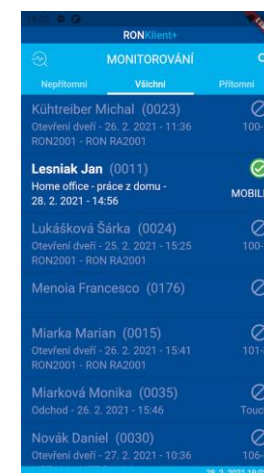 RONKlient+
MONITOROVÁNÍ
Nepřítomni Všichni Přítomni
Kühtreiber Michal (0023)
Otevření dveří - 26. 2. 2021 - 11:36 100-
RON2001 - RON RA2001
Lesniak Jan (0011)
Home office - práce z domu - MOBIL
28. 2. 2021 - 14:56
Lukášková Šárka (0024)
Otevření dveří - 25. 2. 2021 - 15:25 100-
RON2001 - RON RA2001
Menoia Francesco (0176)
Miarka Marian (0015)
Otevření dveří - 26. 2. 2021 - 15:41 101-
RON2001 - RON RA2001
Miarková Monika (0035)
Odchod - 26. 2. 2021 - 15:46 Touc
Novák Daniel (0030)
Otevření dveří - 27. 2. 2021 - 10:36 106-